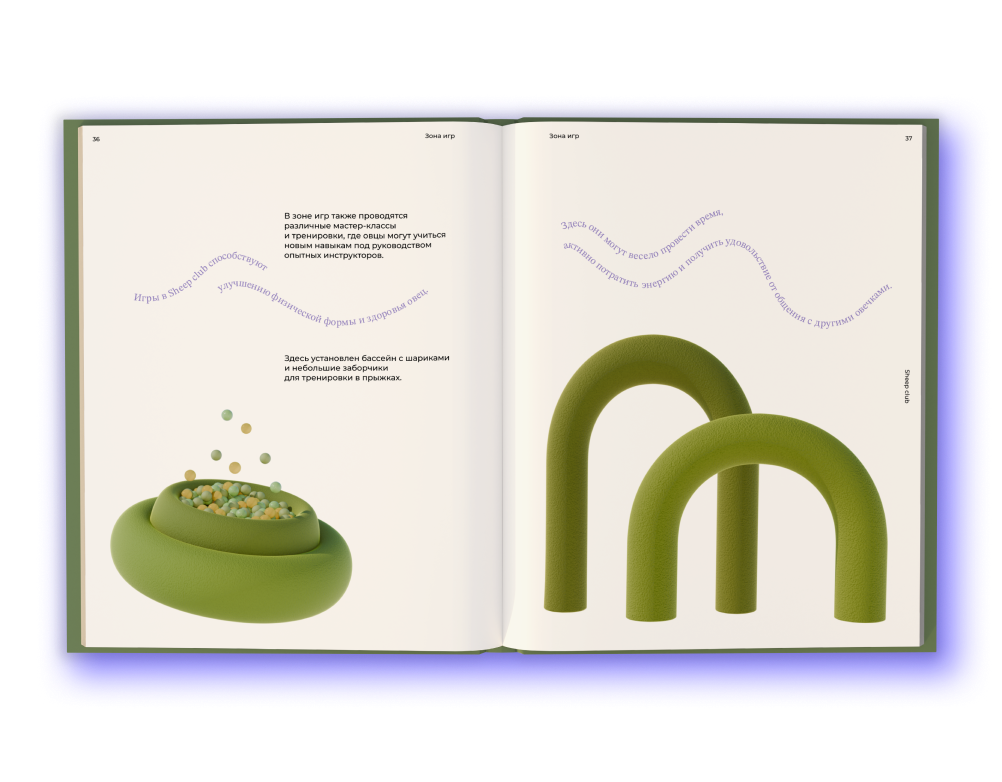 36
Зона игр
В зоне игр также проводятся
различные мастер-классы
и тренировки, где овцы могут учиться
новым навыкам под руководством
опытных инструкторов.
Игры в Sheep club способствуют
улучшению физической формы и здоровья овец.
Здесь установлен бассейн с шариками
и небольшие заборчики
для тренировки в прыжках.
Зона игр
37
Здесь они могут весело провести время,
активно потратить энергию и получить удовольствие от общения с другими овечками.
Sheep club